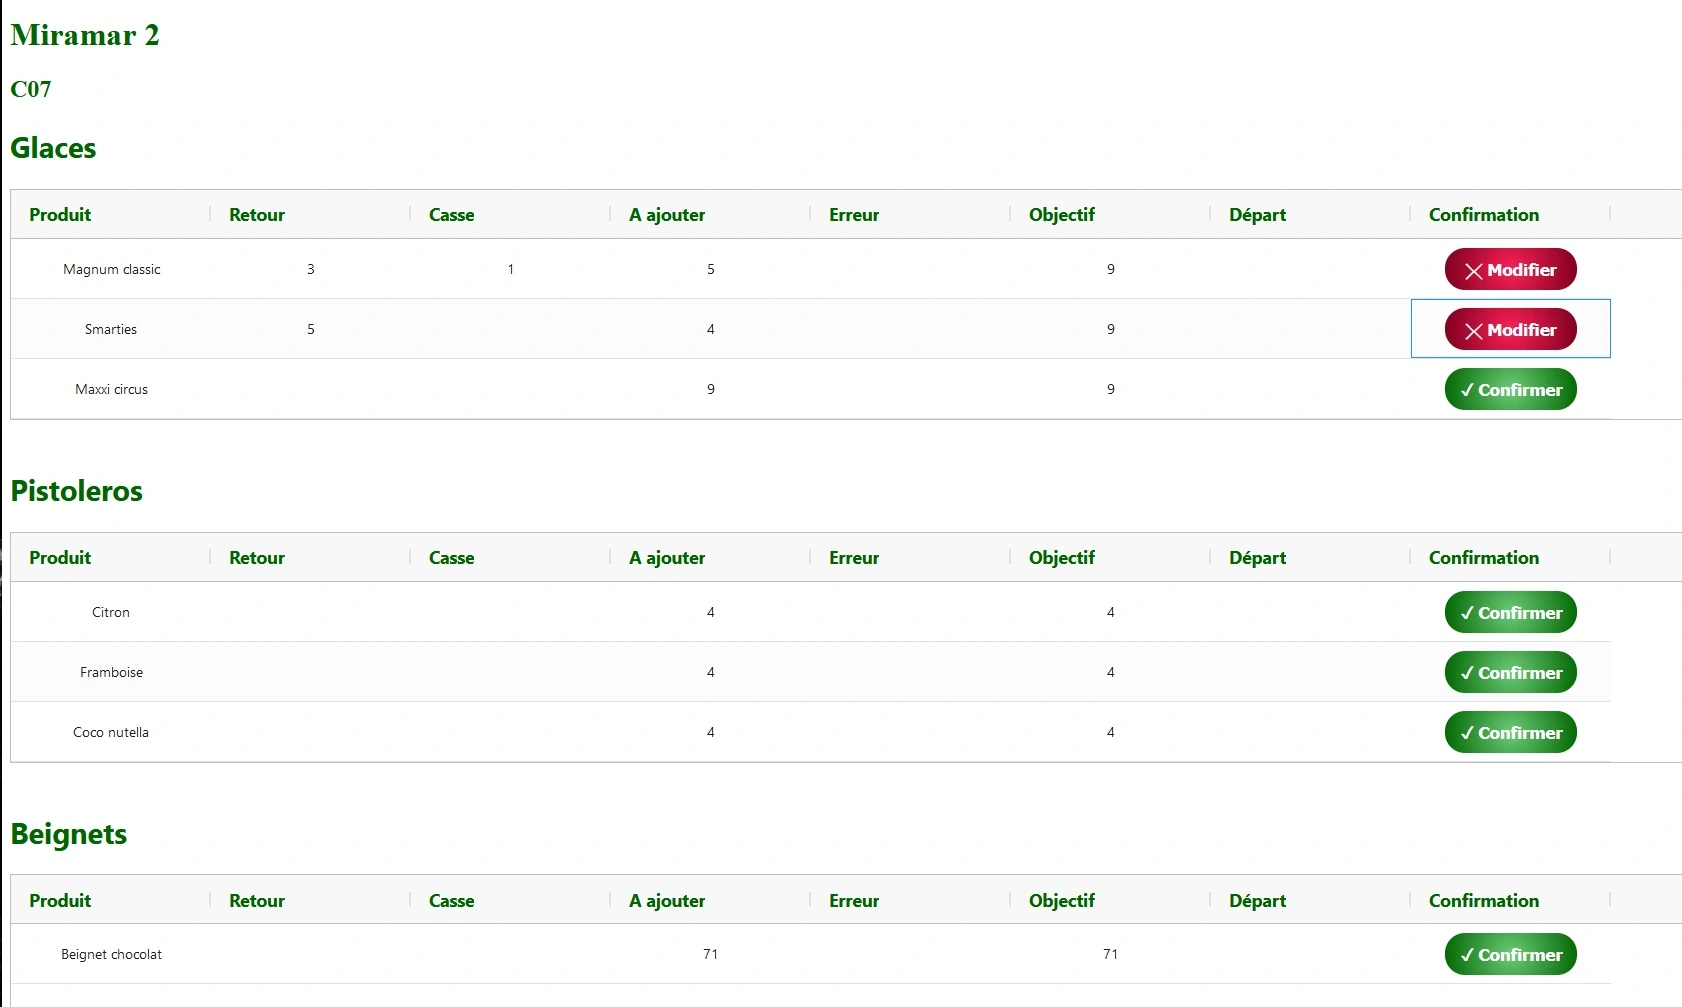 Miramar 2
C07
Glaces
Produit Retour Casse A ajouter Erreur Objectif Départ Confirmation
Magnum classic 3 1 5 9 Modifier
Smarties 5 4 9 Modifier
Maxxi circus 9 9 Confirmer
Pistoleros
Produit Retour Casse A ajouter Erreur Objectif Départ Confirmation
Citron 4 4 Confirmer
Framboise 4 4 Confirmer
Coco nutella 4 4 Confirmer
Beignets
Produit Retour Casse A ajouter Erreur Objectif Départ Confirmation
Beignet chocolat 71 71 Confirmer